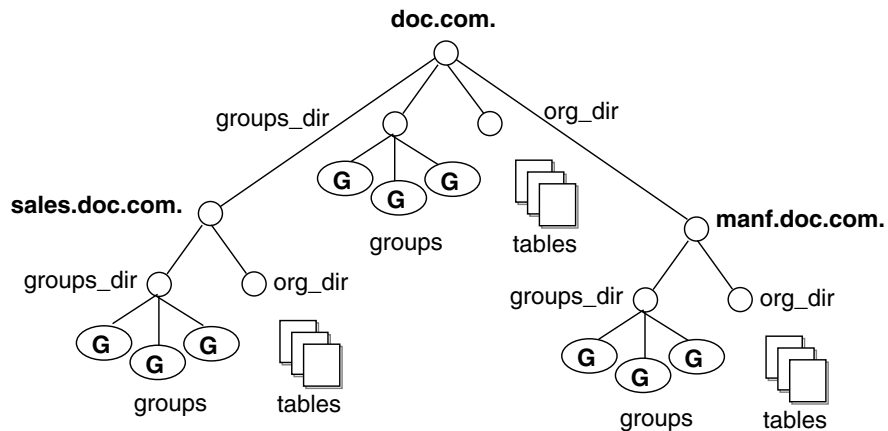 doc.com.
groups_dir
org_dir
G G G
sales.doc.com.
groups
tables
manf.doc.com.
groups_dir
org_dir
groups_dir
org_dir
G G G
G G G
groups
tables
groups
tables